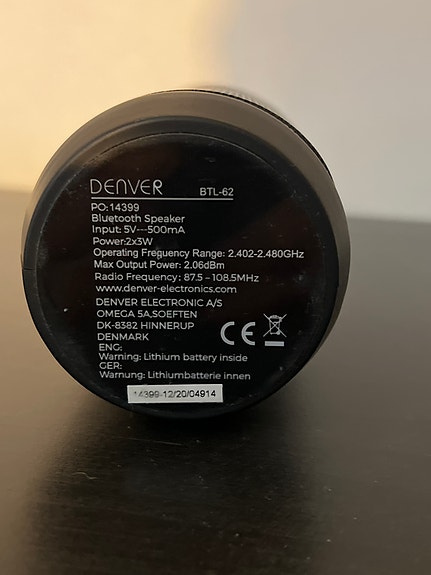 DENVER BTL-62
PO:14399
Bluetooth Speaker
Input: 5V---500mA
Power:2x3W
Operating Frequency Range: 2.402-2.480GHz
Max Output Power: 2.06dBm
Radio Frequency: 87.5 - 108.5MHz
www.denver-electronics.com
DENVER ELECTRONIC A/S
OMEGA 5A,SOEFTEN
DK-8382 HINNERUP
DENMARK
CE
ENG:
Warning: Lithium battery inside
GER:
Warnung: Lithiumbatterie innen
14399-12/20/04914